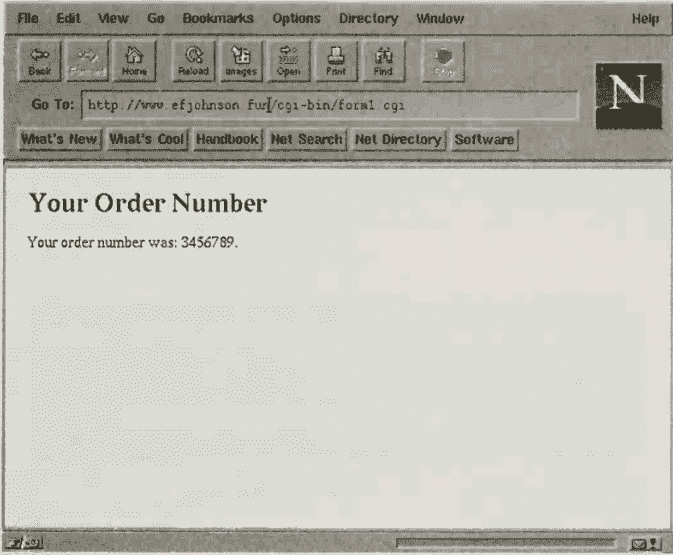 File Edit View Go Bookmarks Options Directory Window Help
Back Home Reload Images Open Print Find
N
Go To: http://www.efjohnson.fun/cgi-bin/form1.cgi
What's New What's Cool Handbook Net Search Net Directory Software
Your Order Number
Your order number was: 3456789.